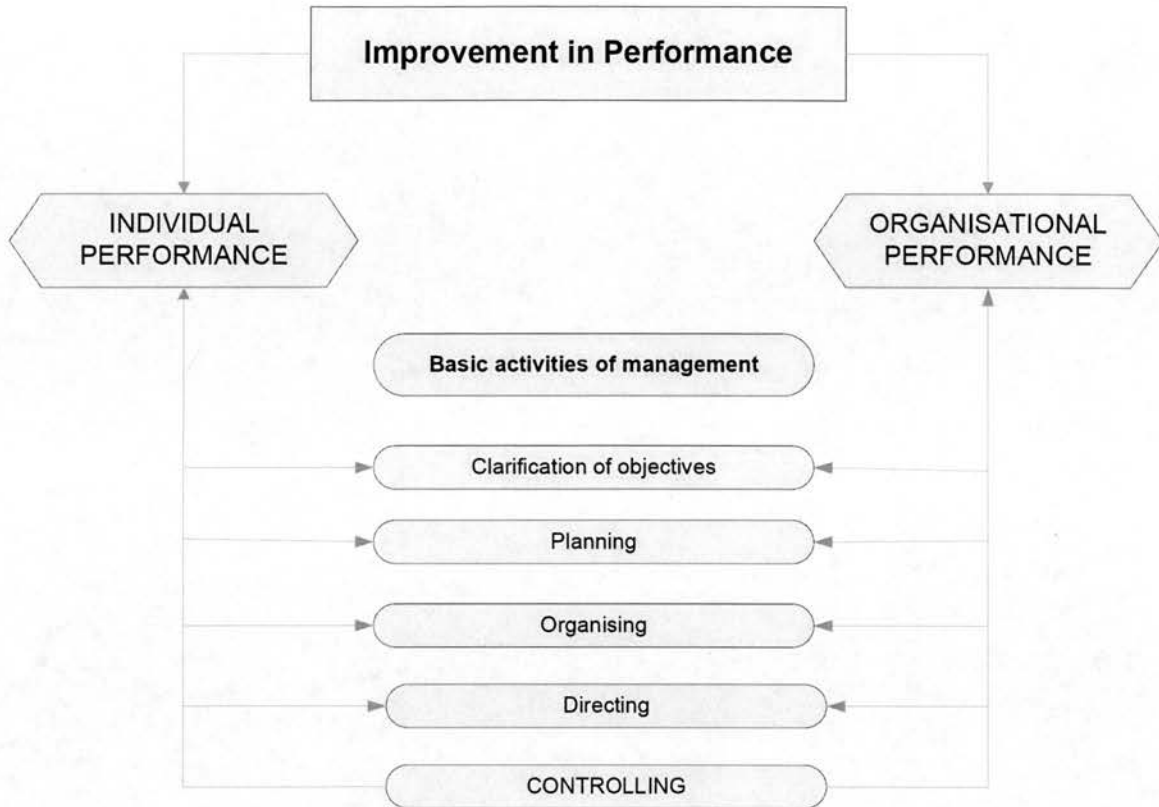 Improvement in Performance
INDIVIDUAL
PERFORMANCE
ORGANISATIONAL
PERFORMANCE
Basic activities of management
Clarification of objectives
Planning
Organising
Directing
CONTROLLING